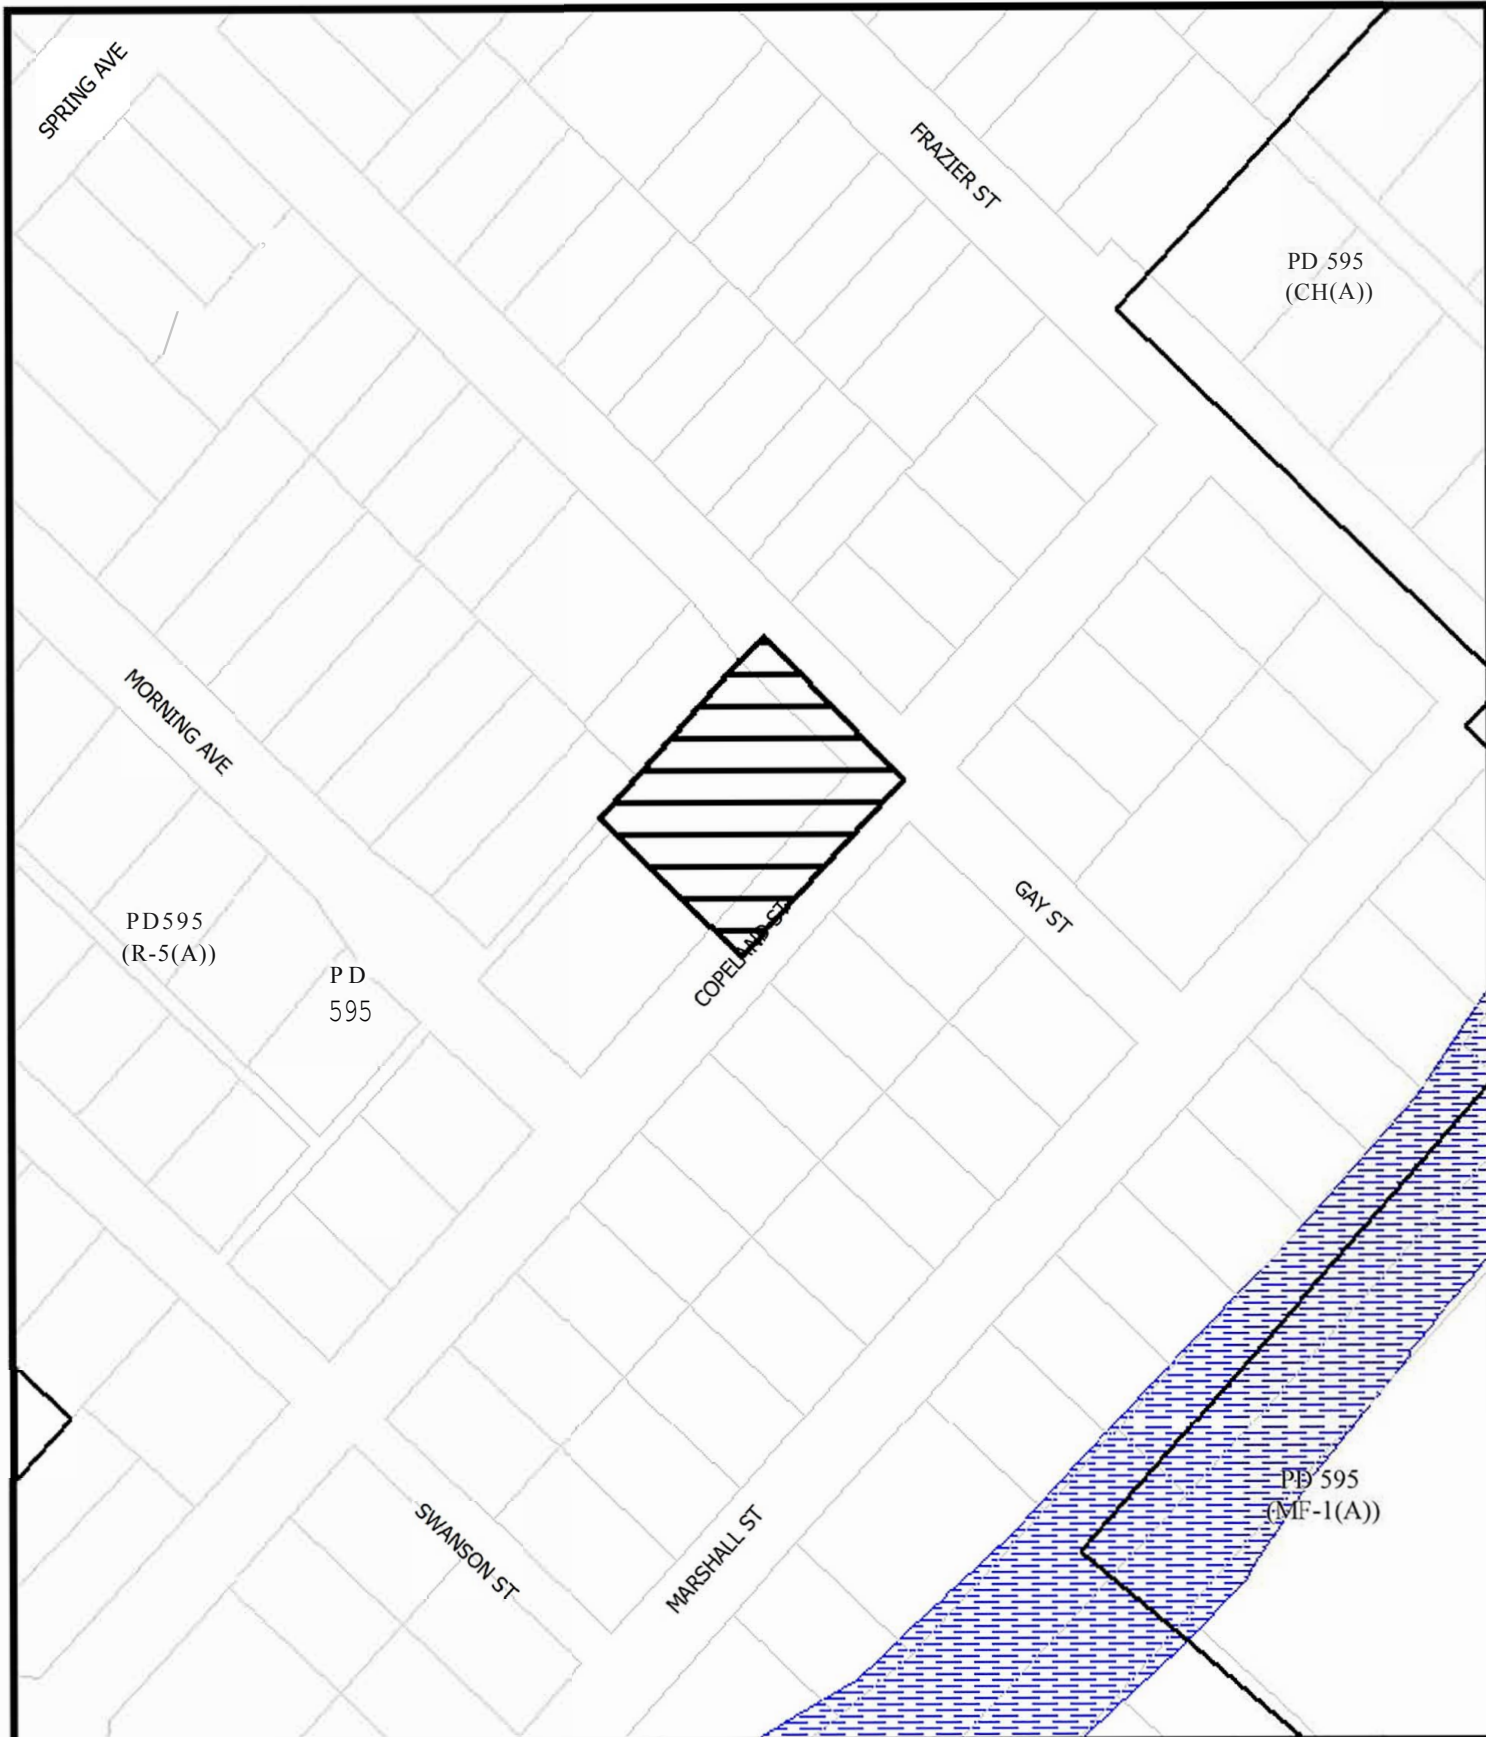 SPRING AVE
FRAZIER ST
PD 595
(CH(A))
MORNING AVE
GAY ST
PD595
(R-5(A))
PD
595
COPELAND ST
PD 595
(MF-1(A))
SWANSON ST
MARSHALL ST